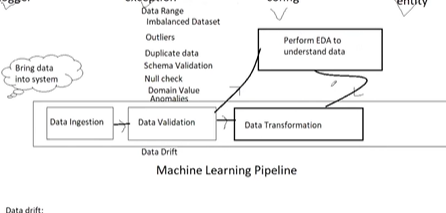 entity
Data Range
Imbalanced Dataset
Outliers
Duplicate data
Schema Validation
Null check
Domain Value
Anomalies
Perform EDA to
understand data
Bring data
into system
Data Ingestion
Data Validation
Data Transformation
Data Drift
Machine Learning Pipeline
Data drift: